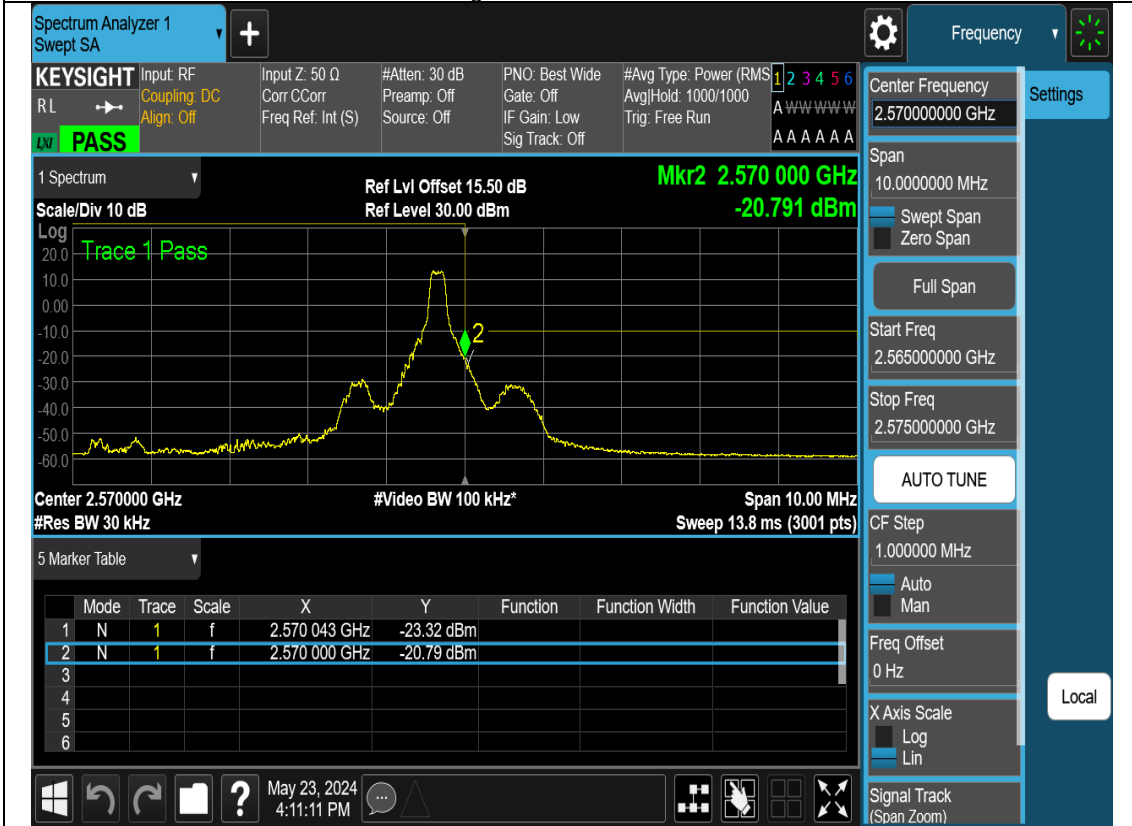 Spectrum Analyzer 1
Swept SA
+
Frequency
KEYSIGHT
RL
LXI PASS
Input: RF
Coupling: DC
Align: Off
Input Z: 50 Ω
Corr CCorr
Freq Ref: Int (S)
#Atten: 30 dB
Preamp: Off
Source: Off
PNO: Best Wide
Gate: Off
IF Gain: Low
Sig Track: Off
#Avg Type: Power (RMS
Avg|Hold: 1000/1000
Trig: Free Run
1 2 3 4 5 6
A W W W W W
A A A A A A
1 Spectrum
Scale/Div 10 dB
Ref Lvl Offset 15.50 dB
Ref Level 30.00 dBm
Mkr2 2.570 000 GHz
-20.791 dBm
Log
Trace 1 Pass
20.0
10.0
0.00
-10.0
-20.0
-30.0
-40.0
-50.0
-60.0
2
Center 2.570000 GHz
#Res BW 30 kHz
#Video BW 100 kHz*
Span 10.00 MHz
Sweep 13.8 ms (3001 pts)
5 Marker Table
Mode Trace Scale X Y Function Function Width Function Value
1 N 1 f 2.570 043 GHz -23.32 dBm
2 N 1 f 2.570 000 GHz -20.79 dBm
3
4
5
6
?
May 23, 2024
4:11:11 PM
Center Frequency
2.570000000 GHz
Settings
Span
10.0000000 MHz
Swept Span
Zero Span
Full Span
Start Freq
2.565000000 GHz
Stop Freq
2.575000000 GHz
AUTO TUNE
CF Step
1.000000 MHz
Auto
Man
Freq Offset
0 Hz
Local
X Axis Scale
Log
Lin
Signal Track
(Span Zoom)